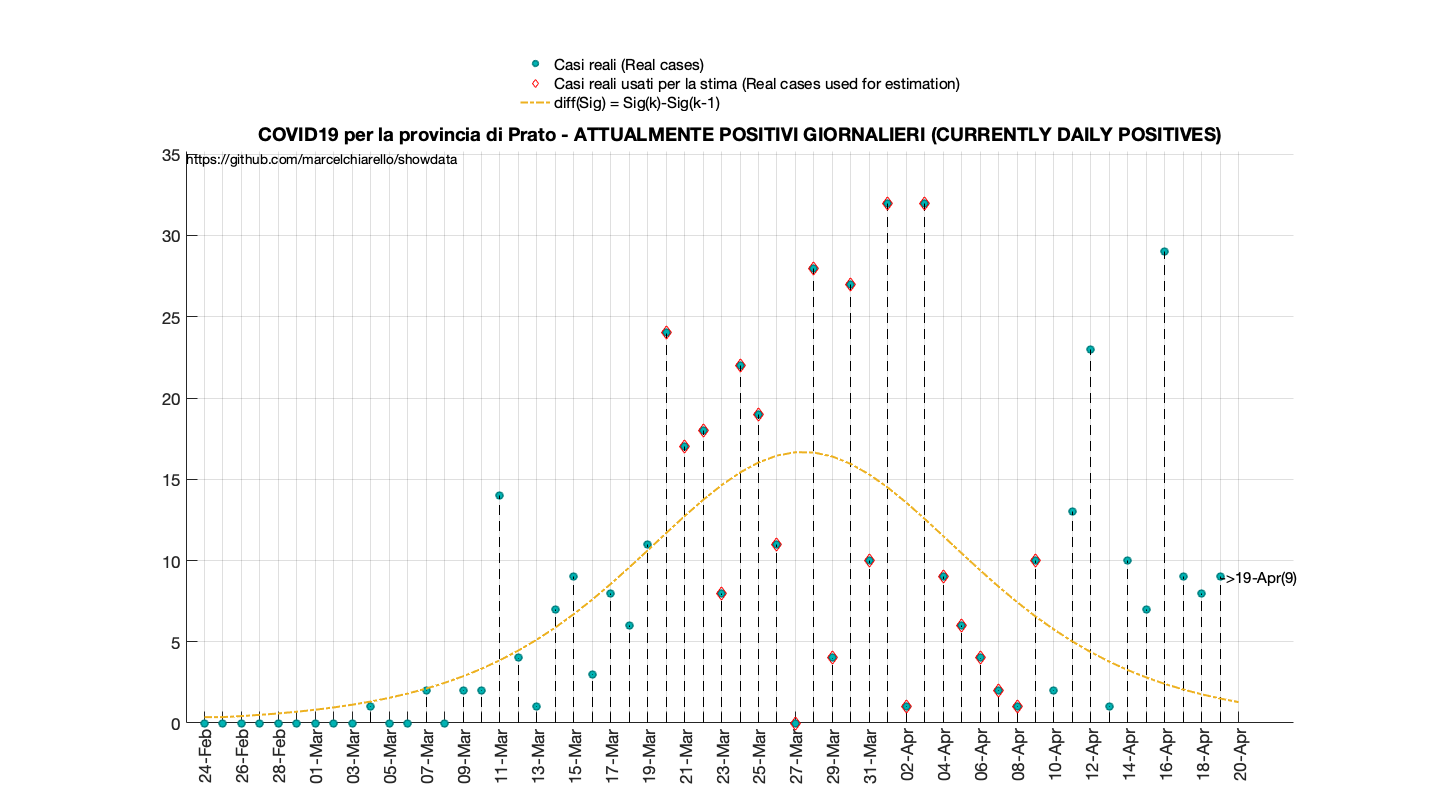 Casi reali (Real cases)
Casi reali usati per la stima (Real cases used for estimation)
diff(Sig) = Sig(k)-Sig(k-1)
COVID19 per la provincia di Prato - ATTUALMENTE POSITIVI GIORNALIERI (CURRENTLY DAILY POSITIVES)
https://github.com/marcelchiarello/showdata
35
30
25
20
15
10
5
0
->19-Apr(9)
24-Feb
26-Feb
28-Feb
01-Mar
03-Mar
05-Mar
07-Mar
09-Mar
11-Mar
13-Mar
15-Mar
17-Mar
19-Mar
21-Mar
23-Mar
25-Mar
27-Mar
29-Mar
31-Mar
02-Apr
04-Apr
06-Apr
08-Apr
10-Apr
12-Apr
14-Apr
16-Apr
18-Apr
20-Apr